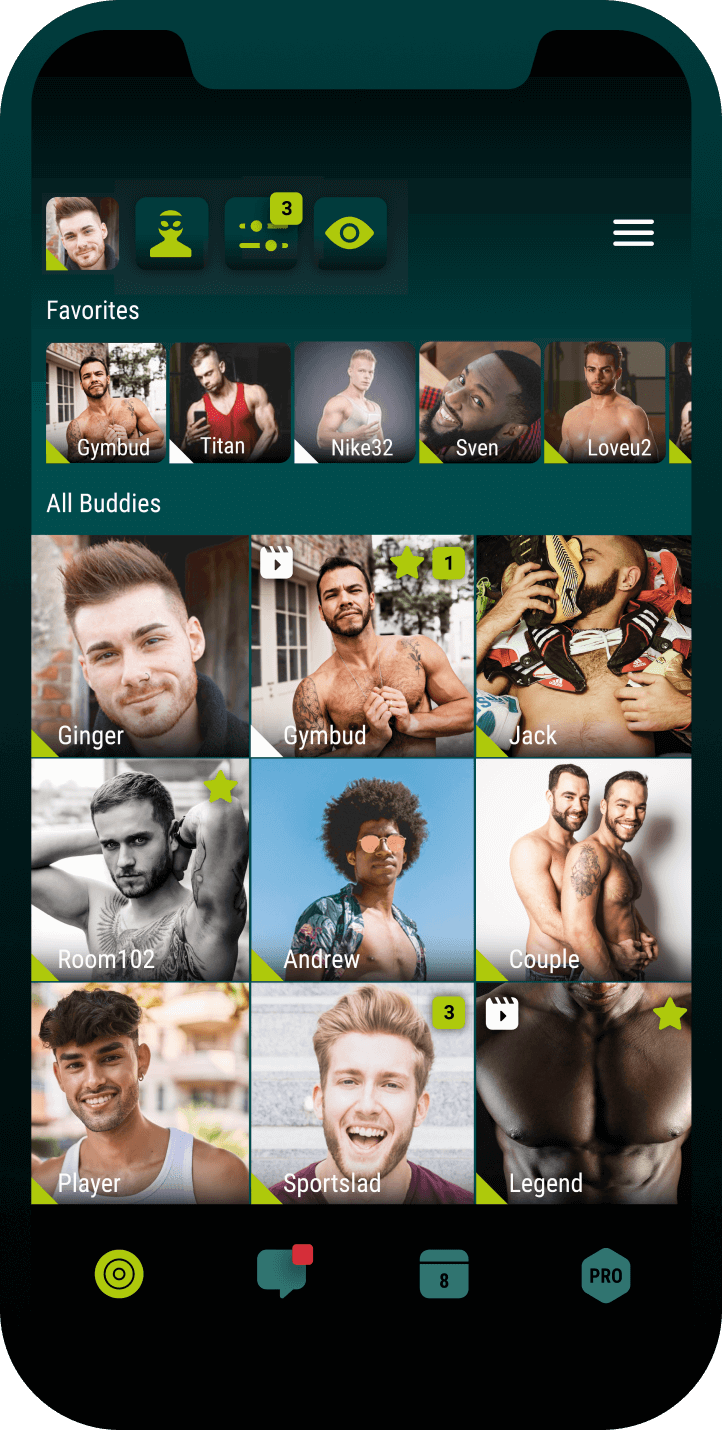 3
Favorites
Gymbud
Titan
Nike32
Sven
Loveu2
All Buddies
1
Ginger
Gymbud
Jack
Room102
Andrew
Couple
3
Player
Sportslad
Legend
8
PRO